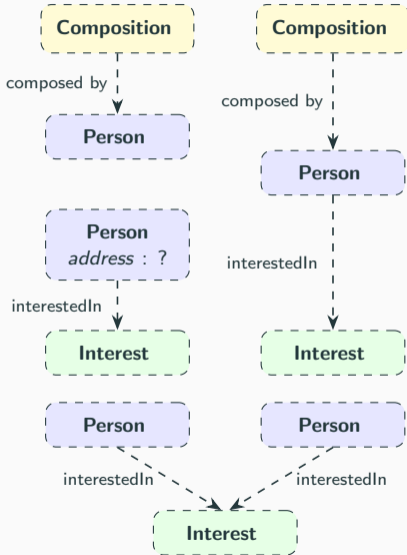 Composition
Composition
composed by
composed by
Person
Person
Person
address : ?
interestedIn
interestedIn
Interest
Interest
Person
Person
interestedIn
interestedIn
Interest